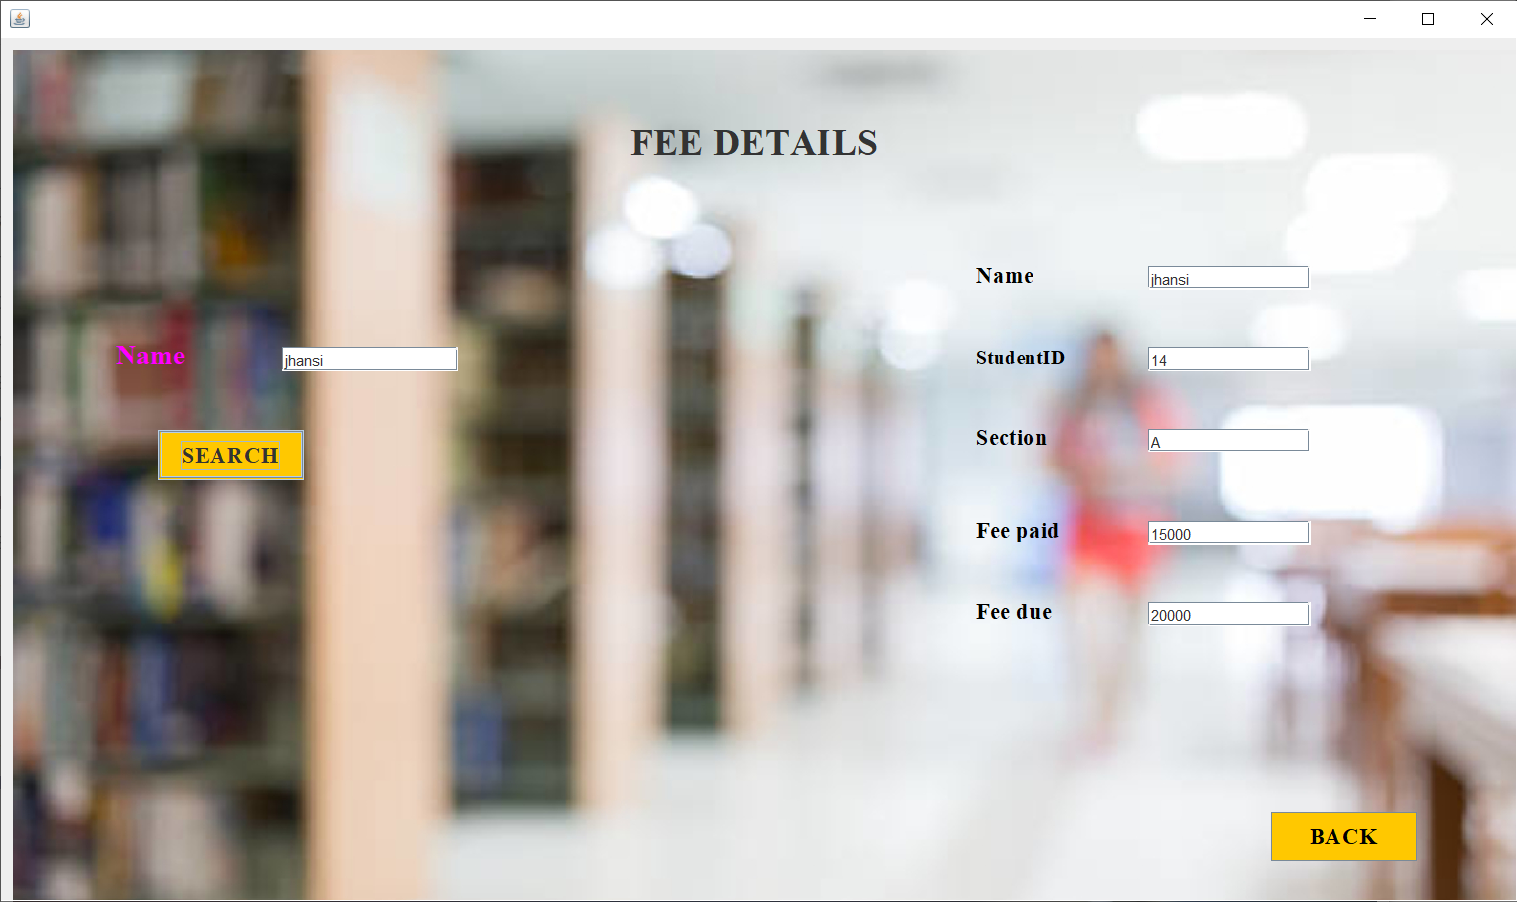 FEE DETAILS
Name jhansi
SEARCH
Name jhansi
StudentID 14
Section A
Fee paid 15000
Fee due 20000
BACK